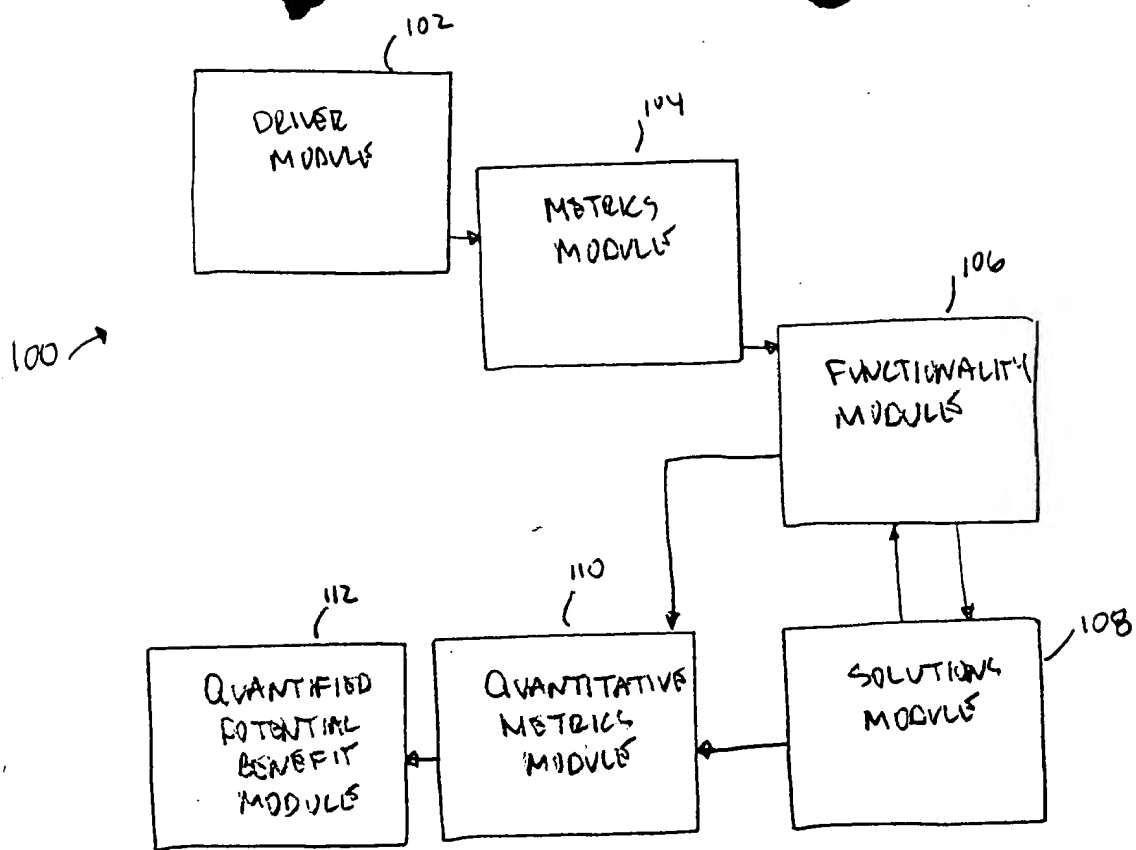 102
DRIVER
MODULE
104
METRICS
MODULE
106
FUNCTIONALITY
MODULE
100
112
QUANTIFIED
POTENTIAL
BENEFIT
MODULE
110
QUANTITATIVE
METRICS
MODULE
108
SOLUTIONS
MODULE